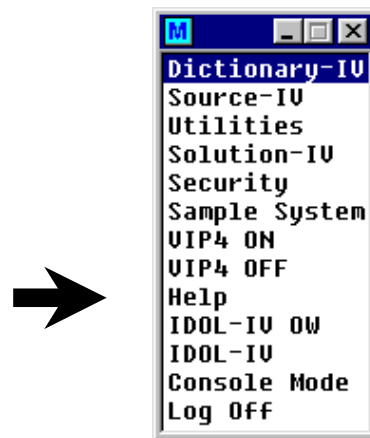 M
Dictionary-IV
Source-IV
Utilities
Solution-IV
Security
Sample System
VIP4 ON
VIP4 OFF
Help
IDOL-IV OW
IDOL-IV
Console Mode
Log Off